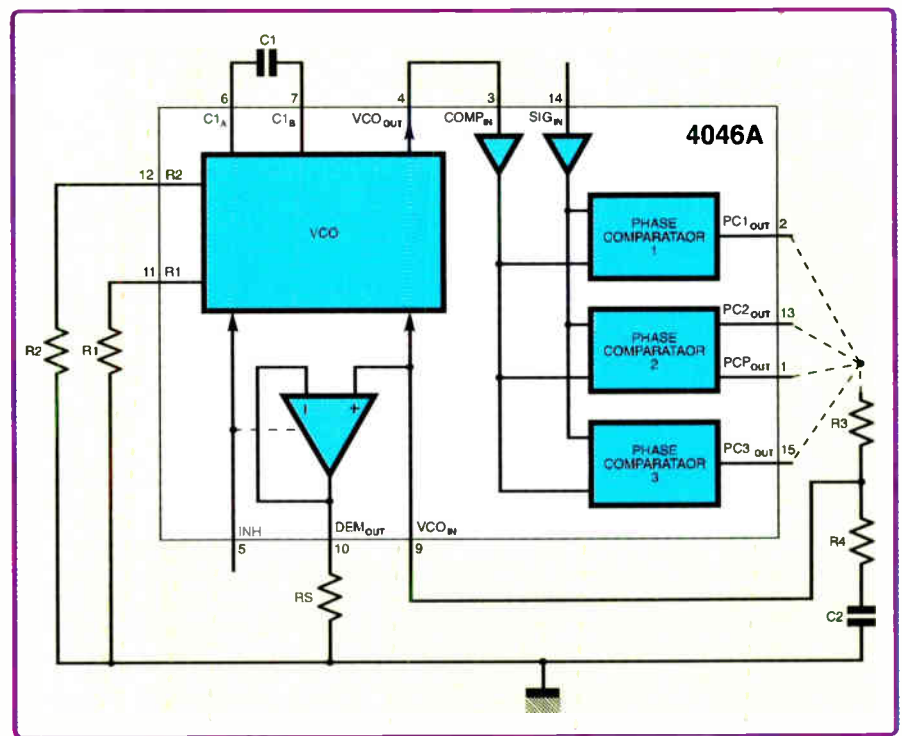 C1
6 7 4 3 14
C1A C1B VCOOUT COMPIN SIGIN
4046A
12 R2
VCO
PHASE
COMPARATAOR
1
PC1OUT 2
11 R1
R2 R1
PHASE
COMPARATAOR
2
PC2OUT 13
PCPOUT 1
- +
R3
PHASE
COMPARATAOR
3
PC3OUT 15
INH DEMOUT VCOIN
5 10 9
R4
RS
C2